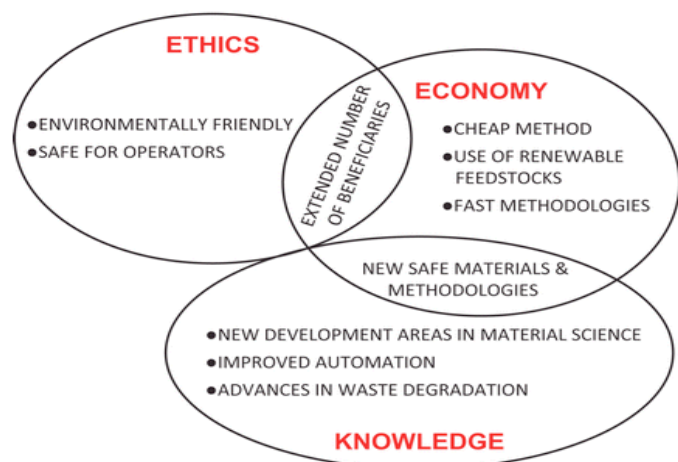 ETHICS
●ENVIRONMENTALLY FRIENDLY
●SAFE FOR OPERATORS
EXTENDED NUMBER
OF BENEFICIARIES
ECONOMY
●CHEAP METHOD
●USE OF RENEWABLE
FEEDSTOCKS
●FAST METHODOLOGIES
NEW SAFE MATERIALS &
METHODOLOGIES
●NEW DEVELOPMENT AREAS IN MATERIAL SCIENCE
●IMPROVED AUTOMATION
●ADVANCES IN WASTE DEGRADATION
KNOWLEDGE